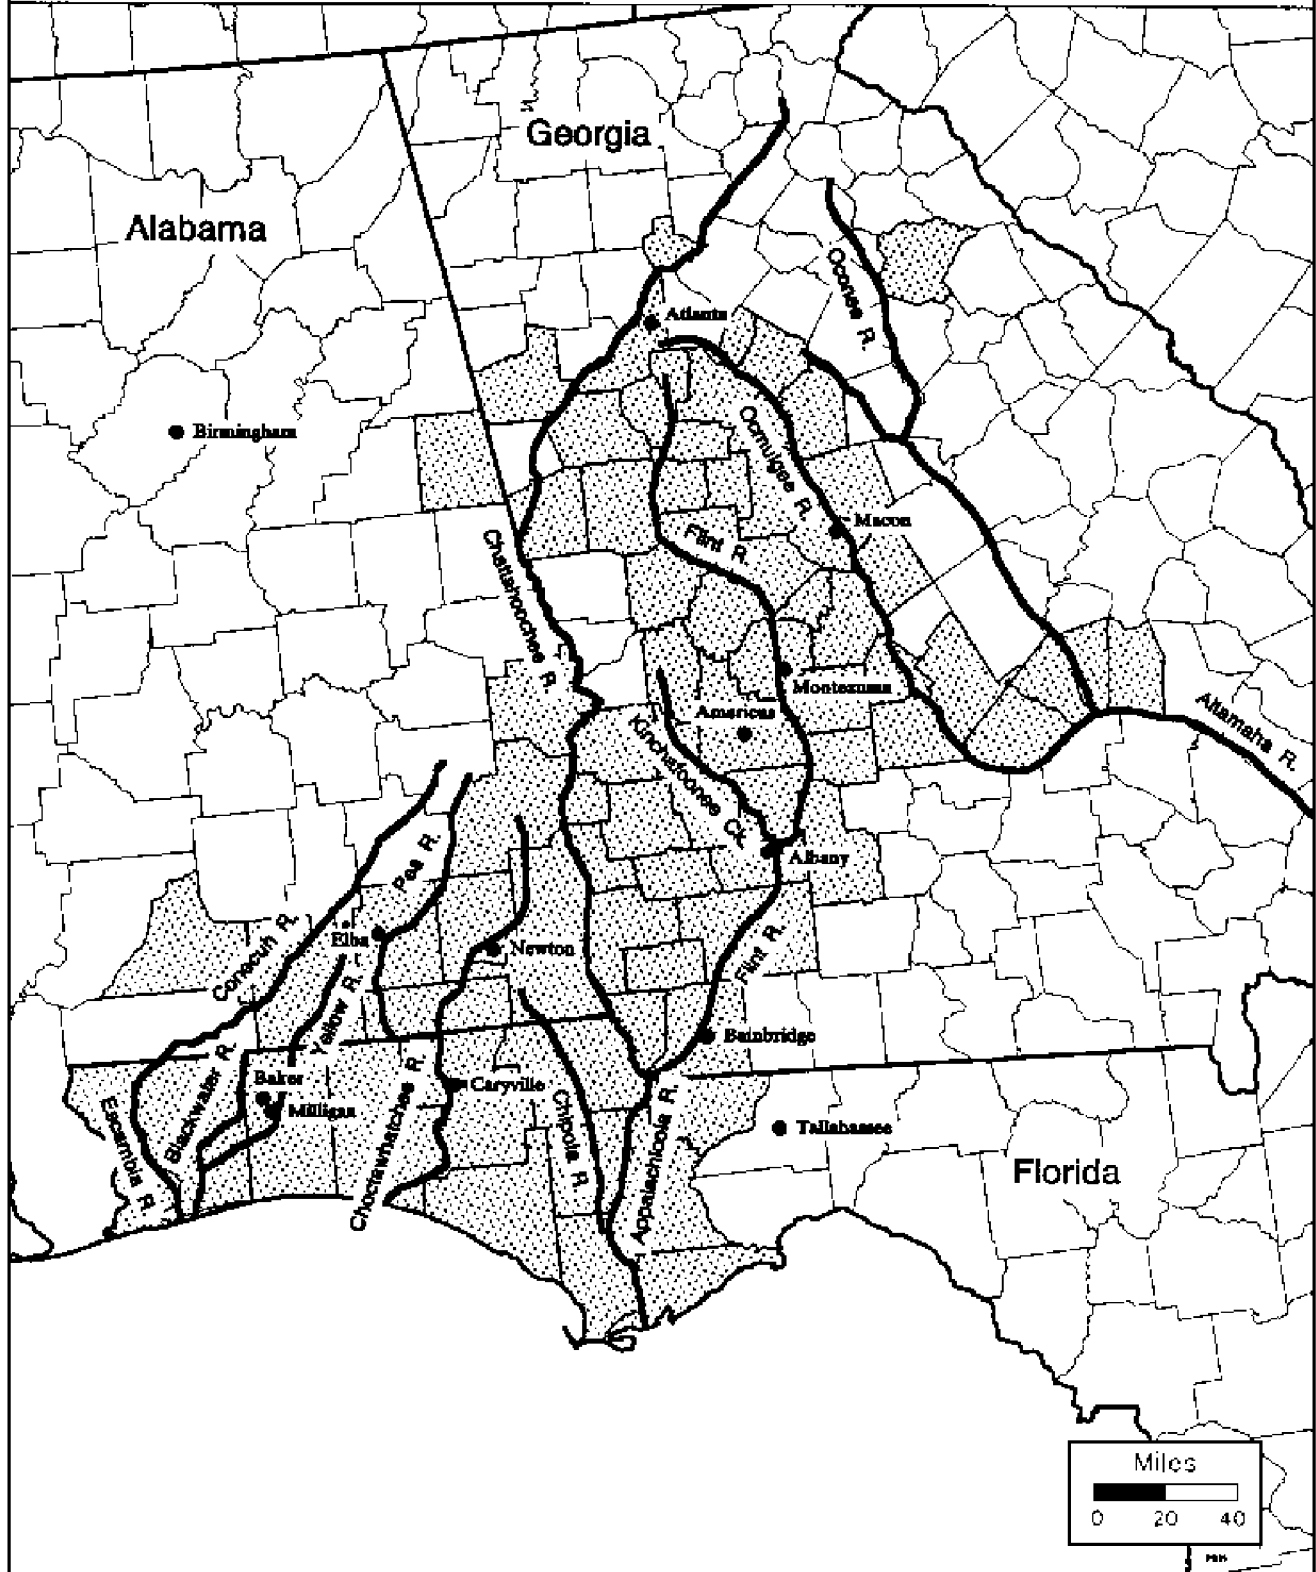 Georgia
Alabama
Oconee R.
Atlanta
Birmingham
Ocmulgee R.
Macon
Flint R.
Chattahoochee R.
Montezuma
Americus
Altamaha R.
Kinchafoonee Ck.
Pea R.
Albany
Conecuh R.
Elba
Newton
Flint R.
Yellow R.
Bainbridge
Blackwater R.
Baker
Milligan
Caryville
Escambia R.
Choctawhatchee R.
Chipola R.
Appalachicola R.
Tallahassee
Florida
Miles
0 20 40